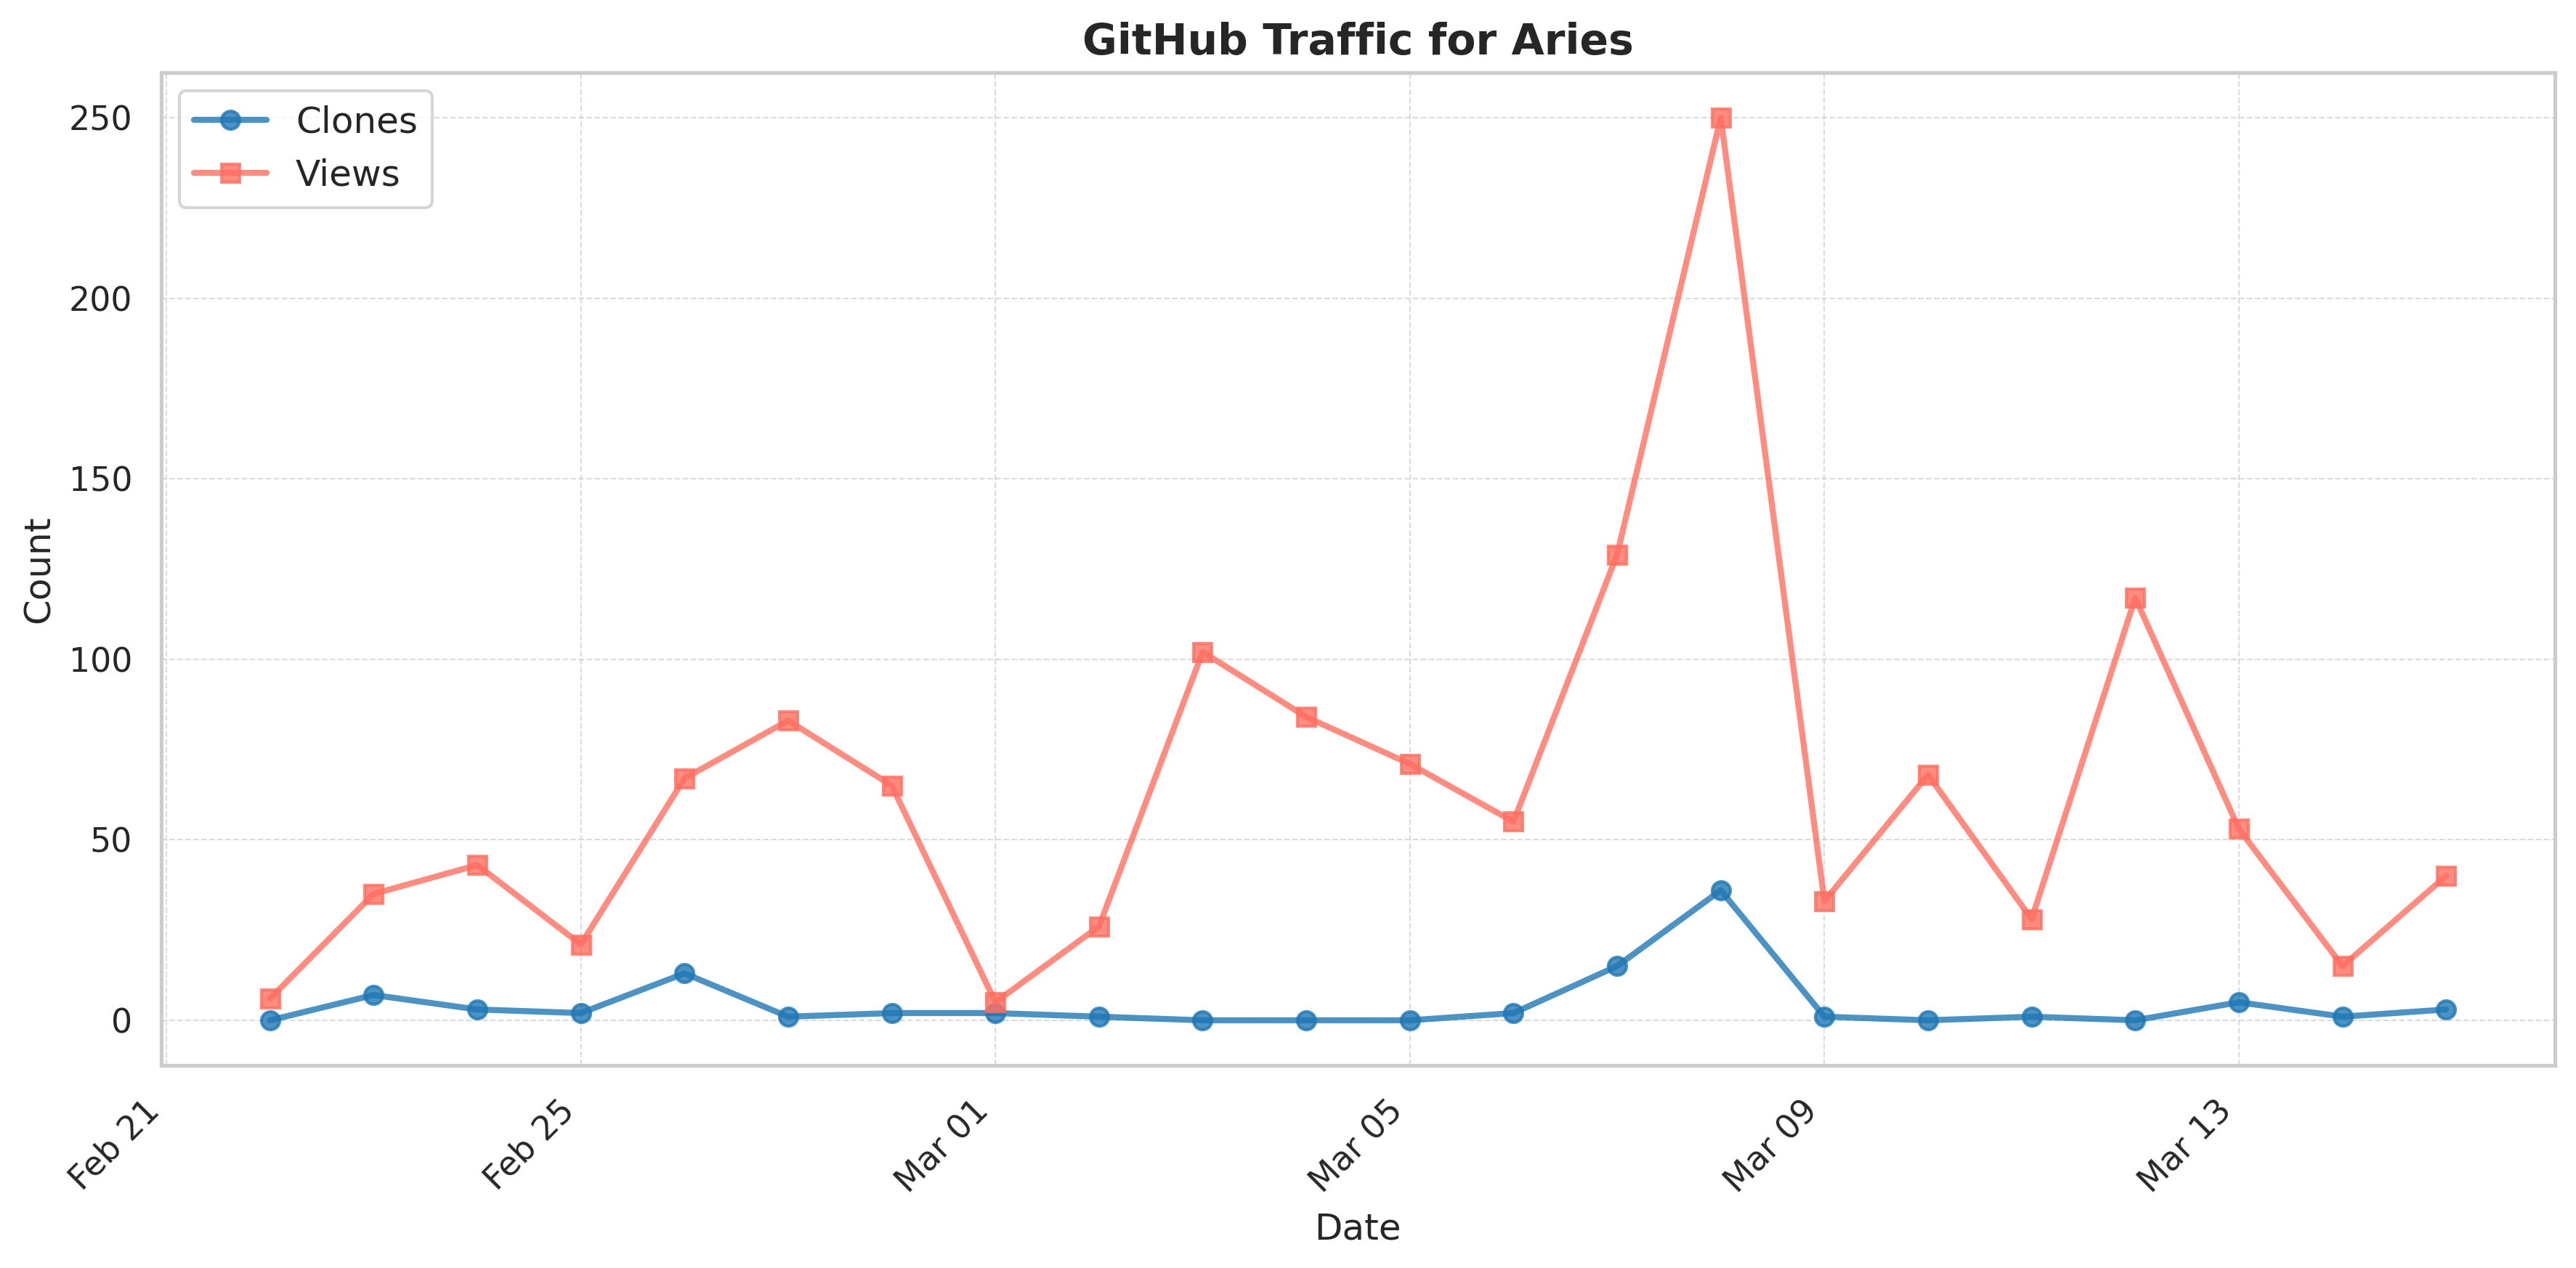 GitHub Traffic for Aries
Clones
Views
250
200
150
100
50
0
Count
Feb 21
Feb 25
Mar 01
Mar 05
Mar 09
Mar 13
Date